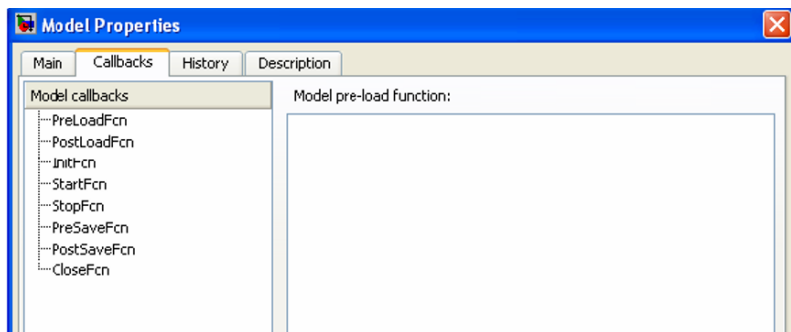 Model Properties
Main Callbacks History Description
Model callbacks
Model pre-load function:
PreLoadFcn
PostLoadFcn
InitFcn
StartFcn
StopFcn
PreSaveFcn
PostSaveFcn
CloseFcn